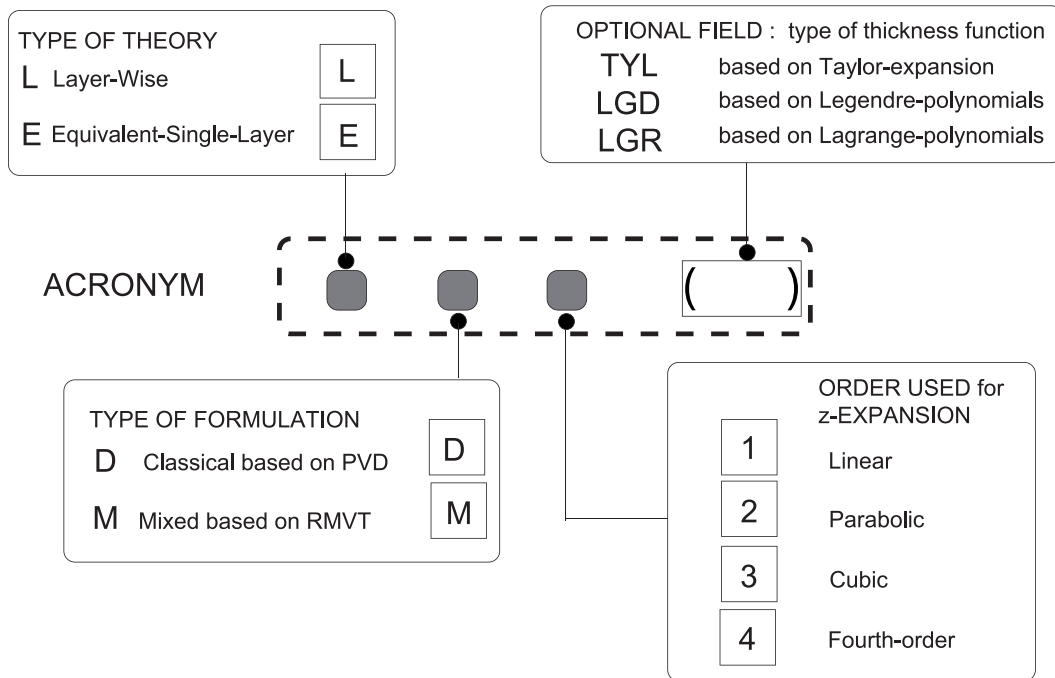 TYPE OF THEORY
L Layer-Wise L
E Equivalent-Single-Layer E
OPTIONAL FIELD : type of thickness function
TYL based on Taylor-expansion
LGD based on Legendre-polynomials
LGR based on Lagrange-polynomials
ACRONYM ( )
TYPE OF FORMULATION
D Classical based on PVD D
M Mixed based on RMVT M
ORDER USED for
z-EXPANSION
1 Linear
2 Parabolic
3 Cubic
4 Fourth-order